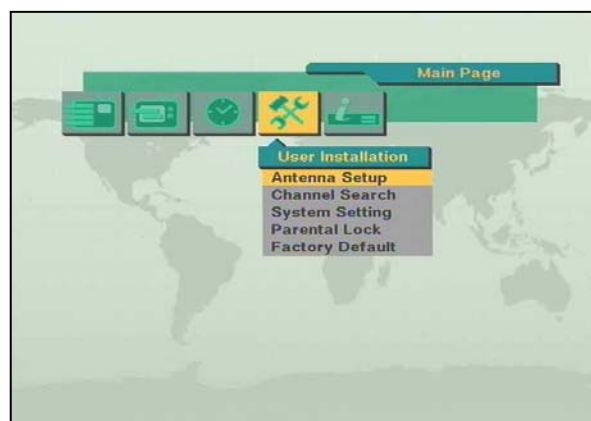 Main Page
User Installation
Antenna Setup
Channel Search
System Setting
Parental Lock
Factory Default